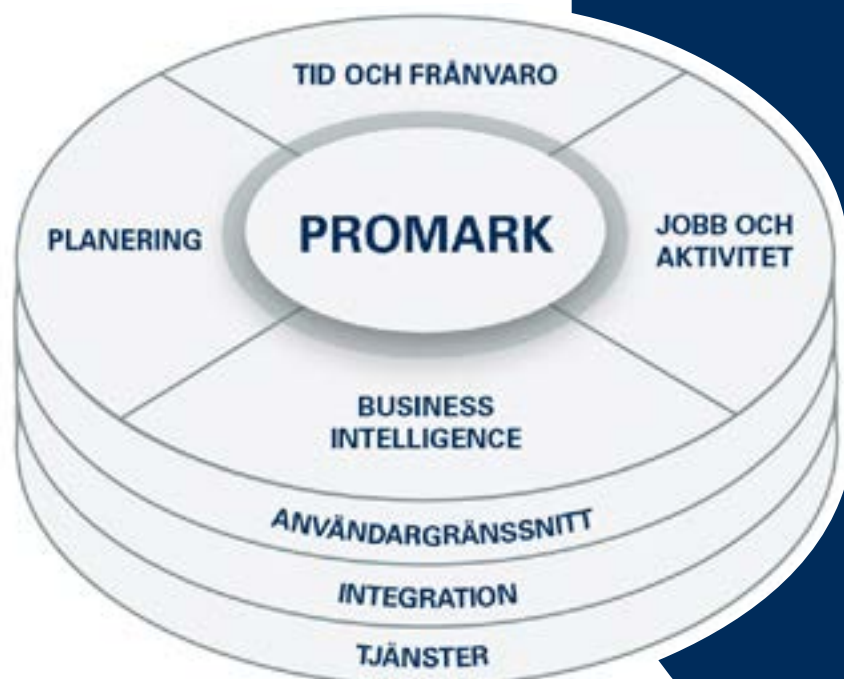 TID OCH FRÅNVARO
PLANERING
PROMARK
JOBB OCH
AKTIVITET
BUSINESS
INTELLIGENCE
ANVÄNDARGRÄNSSNITT
INTEGRATION
TJÄNSTER